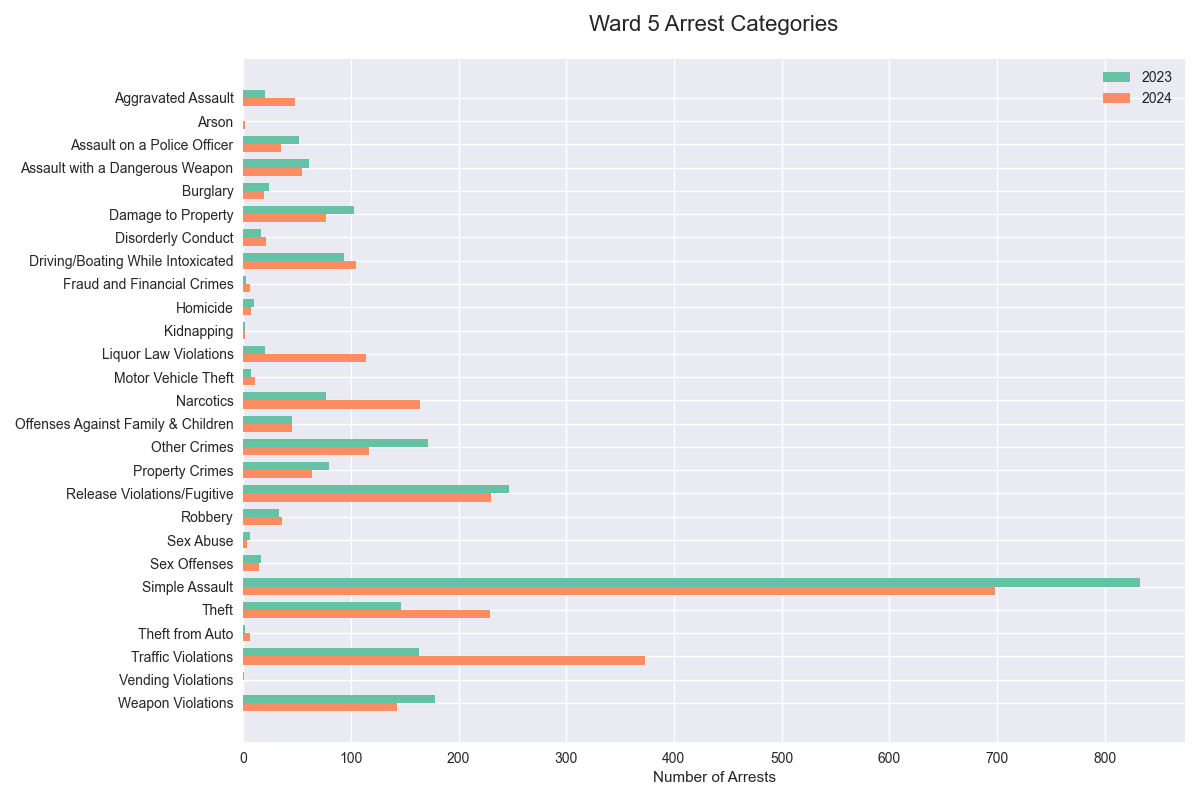 Ward 5 Arrest Categories
2023
2024
Aggravated Assault
Arson
Assault on a Police Officer
Assault with a Dangerous Weapon
Burglary
Damage to Property
Disorderly Conduct
Driving/Boating While Intoxicated
Fraud and Financial Crimes
Homicide
Kidnapping
Liquor Law Violations
Motor Vehicle Theft
Narcotics
Offenses Against Family & Children
Other Crimes
Property Crimes
Release Violations/Fugitive
Robbery
Sex Abuse
Sex Offenses
Simple Assault
Theft
Theft from Auto
Traffic Violations
Vending Violations
Weapon Violations
0 100 200 300 400 500 600 700 800
Number of Arrests